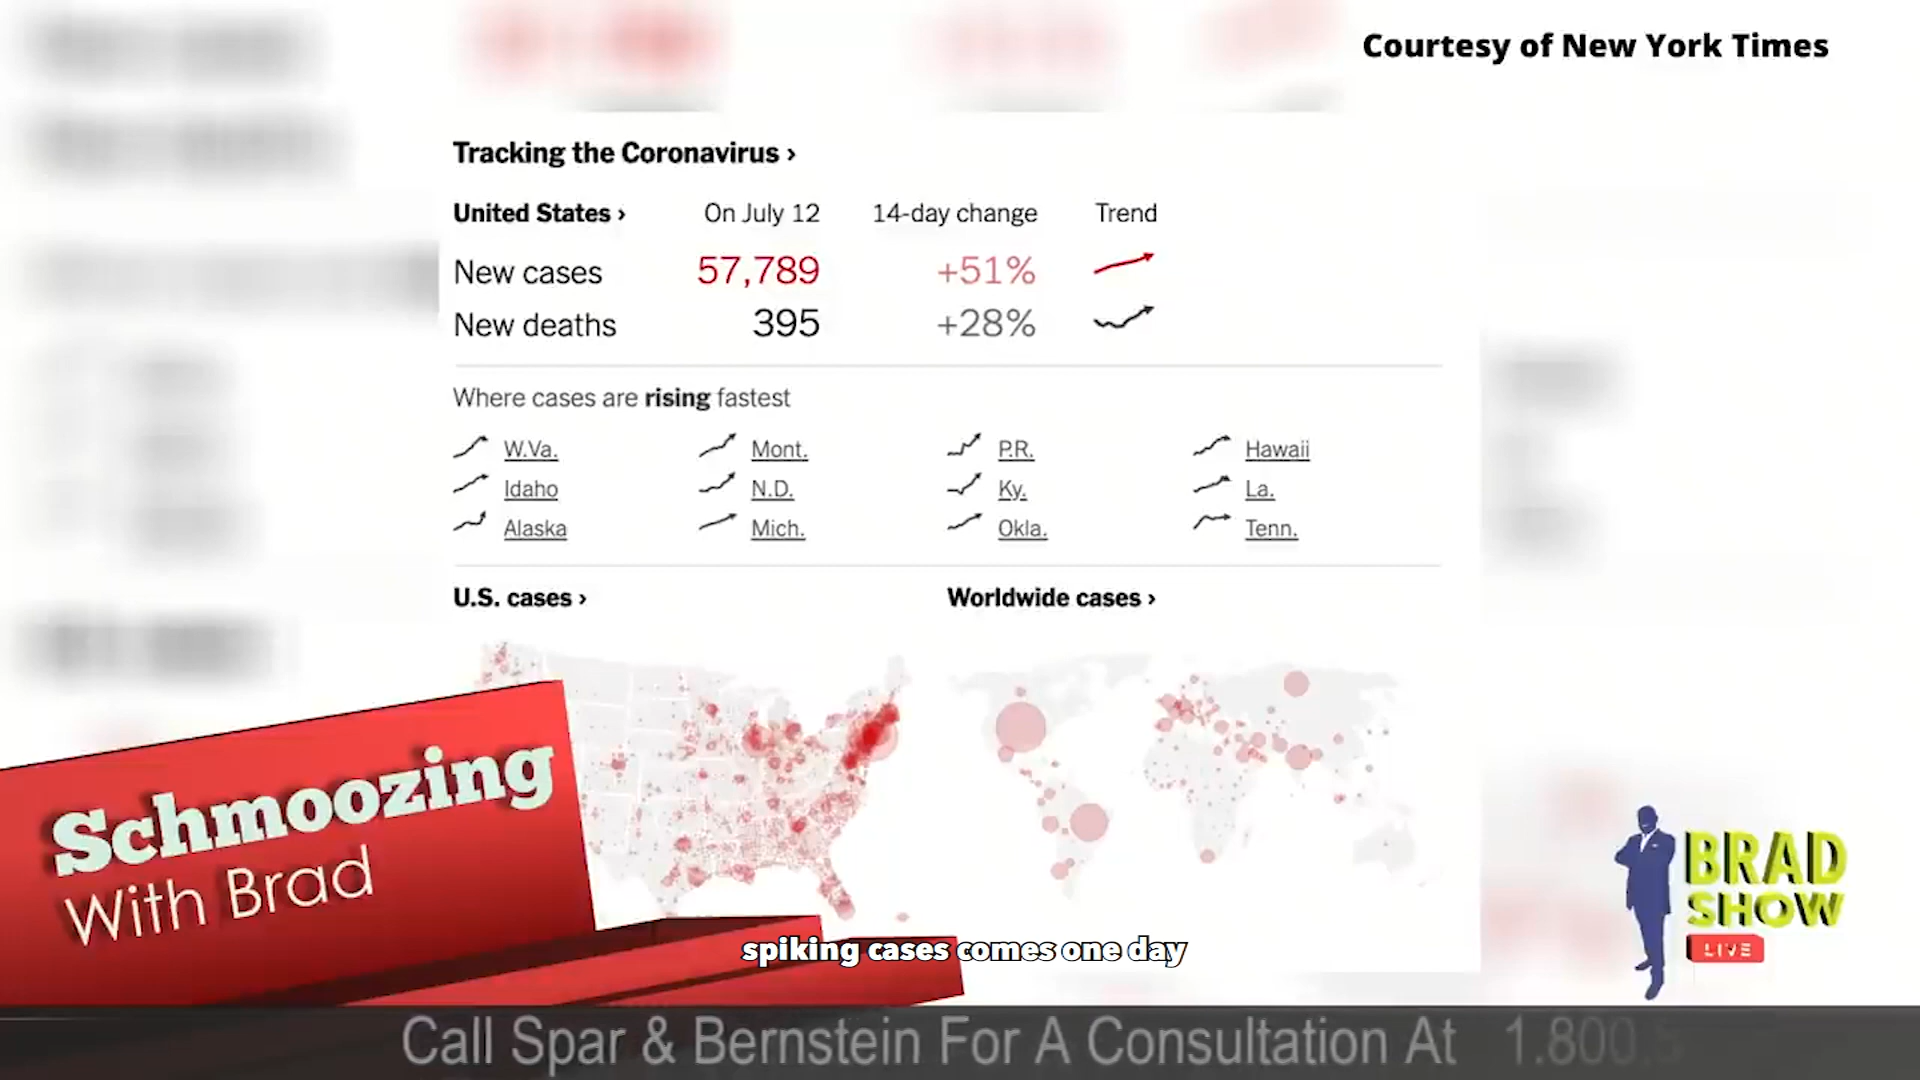 Courtesy of New York Times
Tracking the Coronavirus ›
United States › On July 12 14-day change Trend
New cases 57,789 +51%
New deaths 395 +28%
Where cases are rising fastest
W.Va. Mont. P.R. Hawaii
Idaho N.D. Ky. La.
Alaska Mich. Okla. Tenn.
U.S. cases › Worldwide cases ›
Schmoozing
With Brad
BRAD
SHOW
LIVE
spiking cases comes one day
Call Spar & Bernstein For A Consultation At 1.800.5